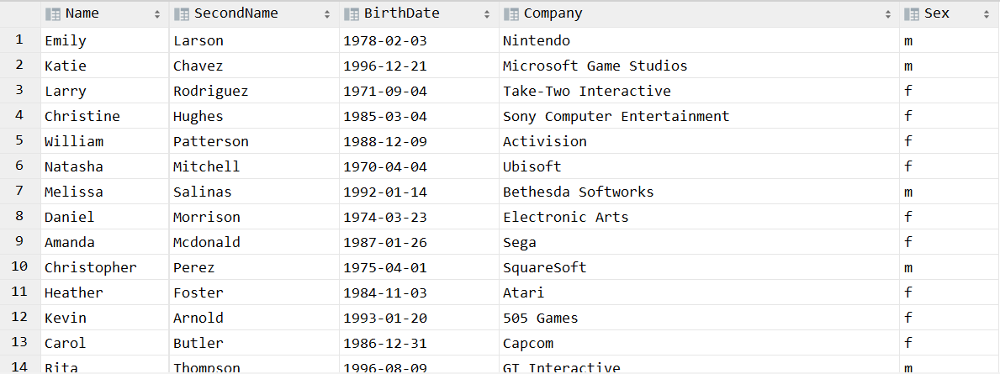 Name SecondName BirthDate Company Sex
1 Emily Larson 1978-02-03 Nintendo m
2 Katie Chavez 1996-12-21 Microsoft Game Studios m
3 Larry Rodriguez 1971-09-04 Take-Two Interactive f
4 Christine Hughes 1985-03-04 Sony Computer Entertainment f
5 William Patterson 1988-12-09 Activision f
6 Natasha Mitchell 1970-04-04 Ubisoft f
7 Melissa Salinas 1992-01-14 Bethesda Softworks m
8 Daniel Morrison 1974-03-23 Electronic Arts f
9 Amanda Mcdonald 1987-01-26 Sega f
10 Christopher Perez 1975-04-01 SquareSoft m
11 Heather Foster 1984-11-03 Atari f
12 Kevin Arnold 1993-01-20 505 Games f
13 Carol Butler 1986-12-31 Capcom f
14 Rita Thompson 1996-08-09 GT Interactive m